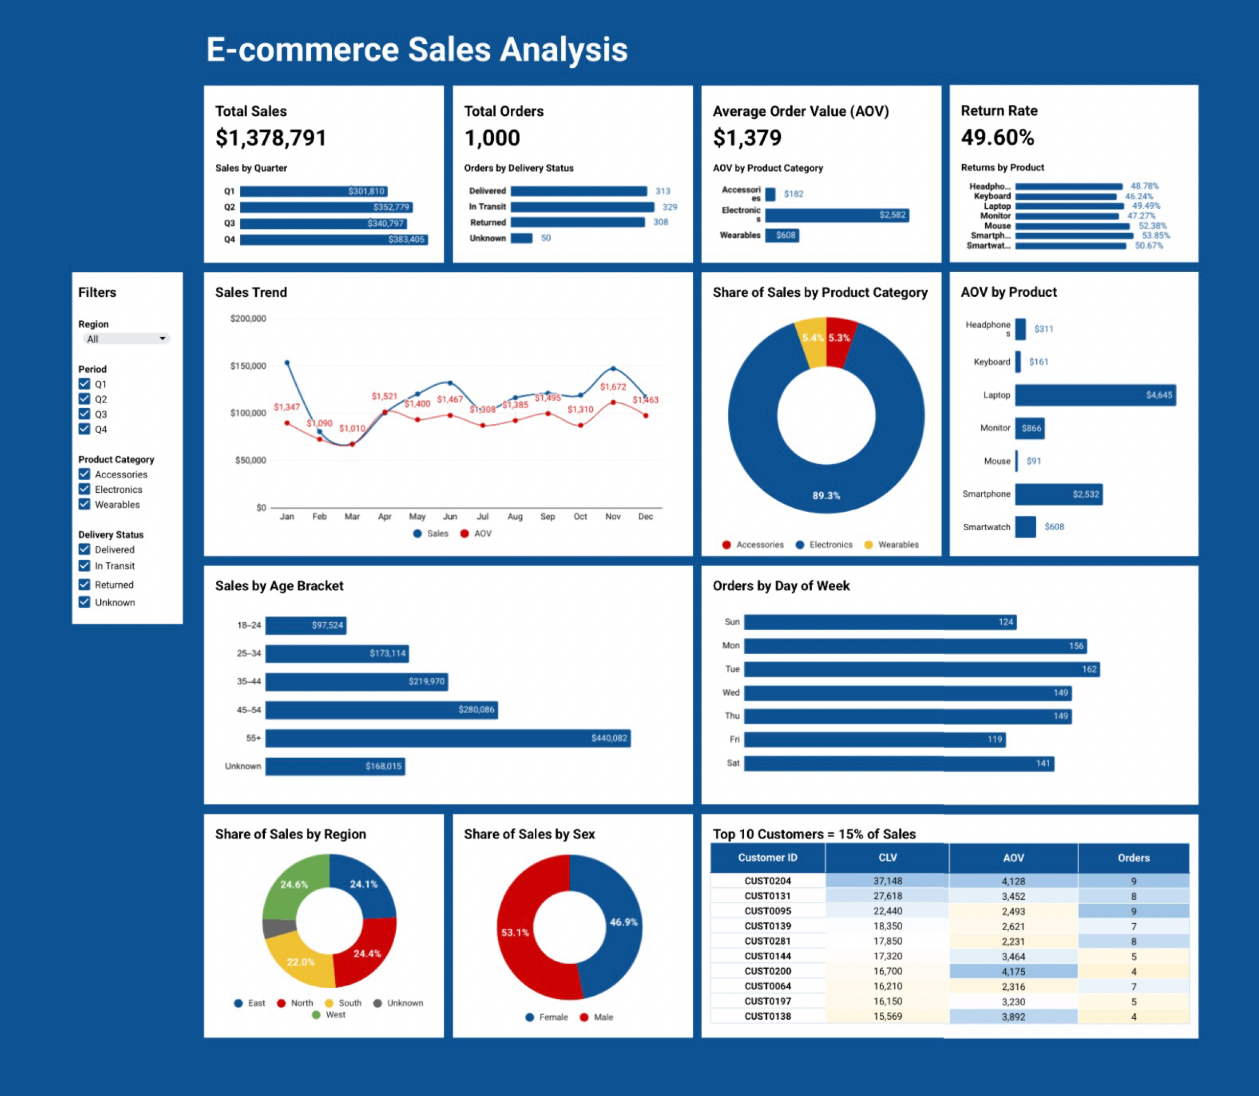 E-commerce Sales Analysis
Total Sales
$1,378,791
Sales by Quarter
Q1 $301,810
Q2 $352,779
Q3 $340,797
Q4 $383,405
Total Orders
1,000
Orders by Delivery Status
Delivered 313
In Transit 329
Returned 308
Unknown 50
Average Order Value (AOV)
$1,379
AOV by Product Category
Accessori
es $182
Electronic
s $2,582
Wearables $608
Return Rate
49.60%
Returns by Product
Headpho... 48.78%
Keyboard 46.24%
Laptop 49.49%
Monitor 47.27%
Mouse 52.38%
Smartph... 53.85%
Smartwat... 50.67%
Filters
Region
All
Period
Q1
Q2
Q3
Q4
Product Category
Accessories
Electronics
Wearables
Delivery Status
Delivered
In Transit
Returned
Unknown
Sales Trend
$200,000
$150,000
$100,000
$50,000
$0
$1,347 $1,090 $1,010 $1,521 $1,400 $1,467 $1,308 $1,385 $1,495 $1,310 $1,672 $1,463
Jan Feb Mar Apr May Jun Jul Aug Sep Oct Nov Dec
Sales AOV
Share of Sales by Product Category
5.4% 5.3%
89.3%
Accessories Electronics Wearables
AOV by Product
Headphone
s $311
Keyboard $161
Laptop $4,645
Monitor $866
Mouse $91
Smartphone $2,532
Smartwatch $608
Sales by Age Bracket
18–24 $97,524
25–34 $173,114
35–44 $219,970
45–54 $280,086
55+ $440,082
Unknown $168,015
Orders by Day of Week
Sun 124
Mon 156
Tue 162
Wed 149
Thu 149
Fri 119
Sat 141
Share of Sales by Region
24.6% 24.1%
22.0% 24.4%
East North South Unknown
West
Share of Sales by Sex
53.1% 46.9%
Female Male
Top 10 Customers = 15% of Sales
Customer ID CLV AOV Orders
CUST0204 37,148 4,128 9
CUST0131 27,618 3,452 8
CUST0095 22,440 2,493 9
CUST0139 18,350 2,621 7
CUST0281 17,850 2,231 8
CUST0144 17,320 3,464 5
CUST0200 16,700 4,175 4
CUST0064 16,210 2,316 7
CUST0197 16,150 3,230 5
CUST0138 15,569 3,892 4